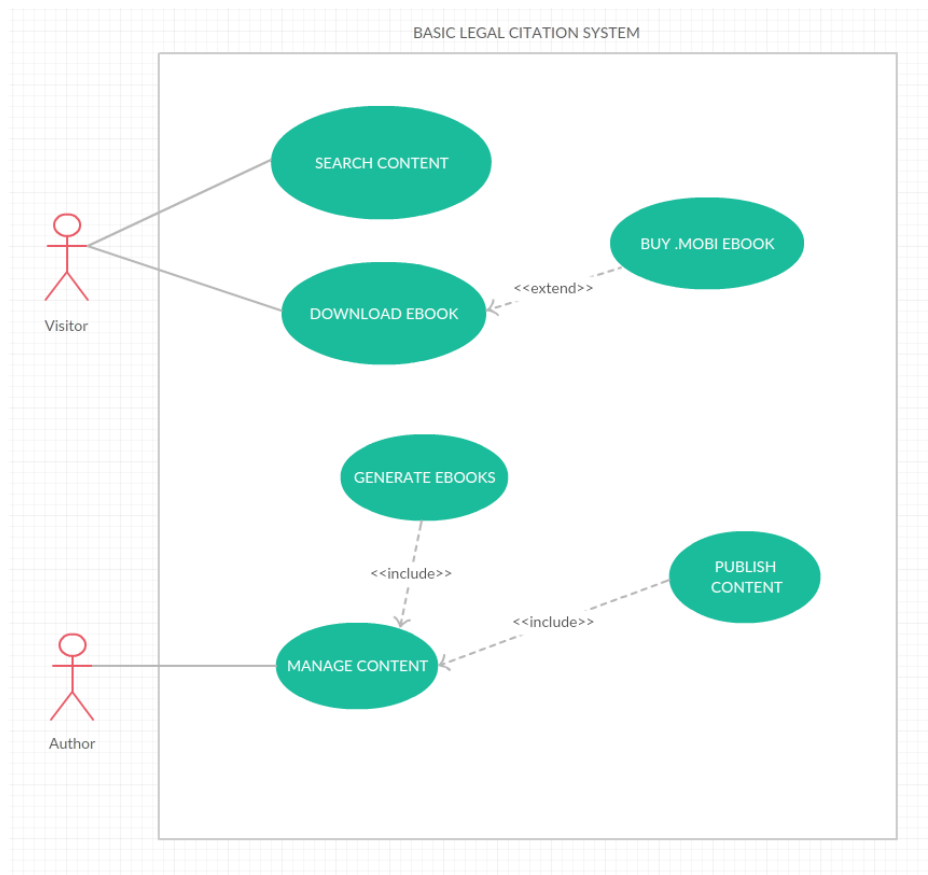 BASIC LEGAL CITATION SYSTEM
SEARCH CONTENT
BUY .MOBI EBOOK
<<extend>>
DOWNLOAD EBOOK
Visitor
GENERATE EBOOKS
<<include>>
PUBLISH
CONTENT
<<include>>
MANAGE CONTENT
Author